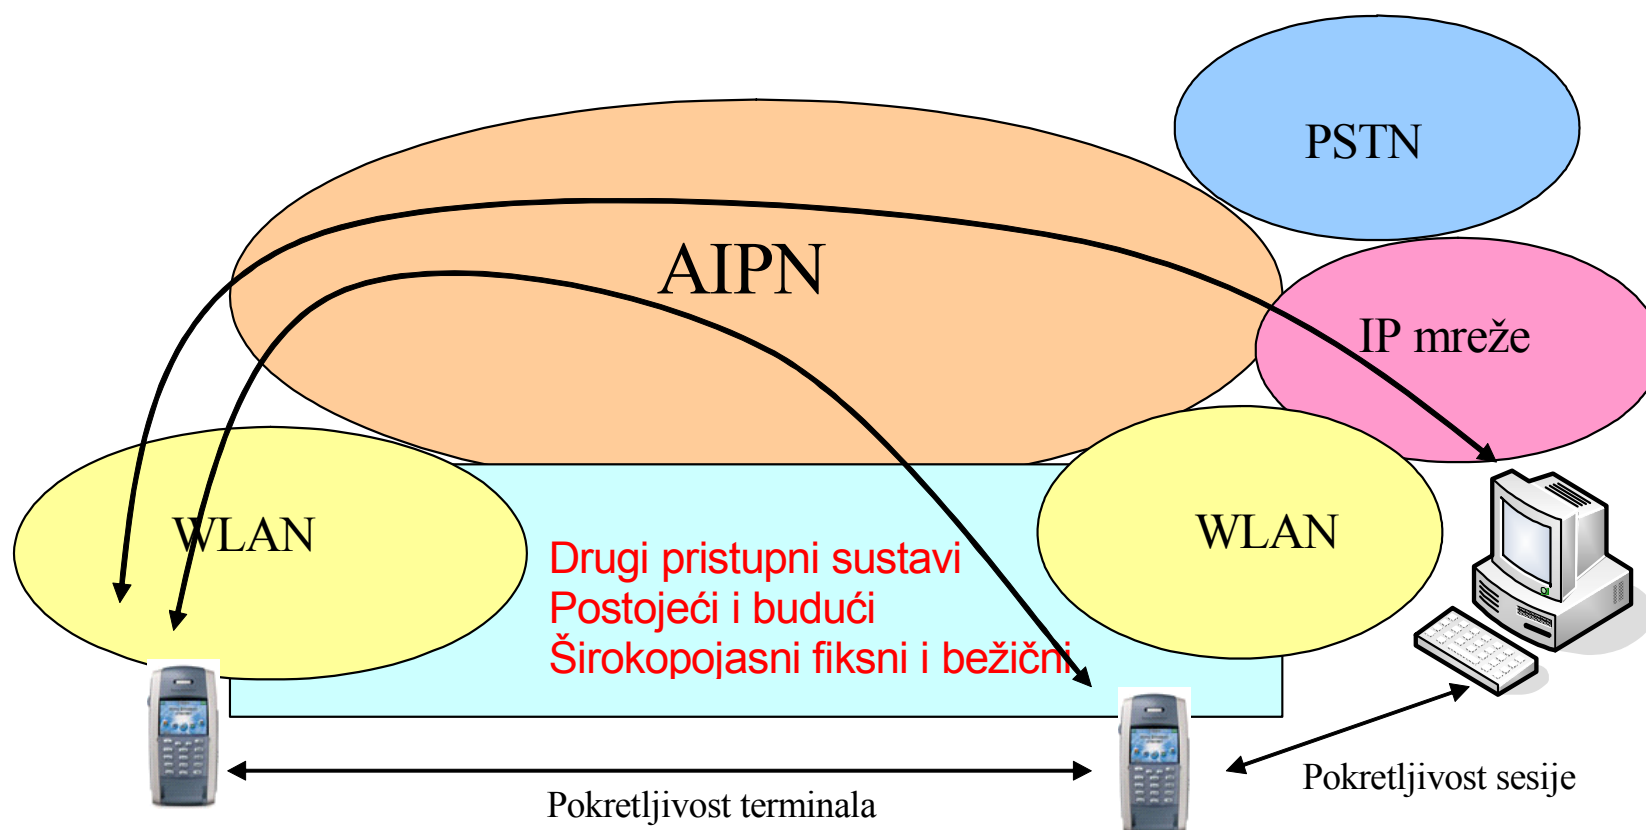 PSTN
AIPN
IP mreže
WLAN
WLAN
Drugi pristupni sustavi
Postojeći i budući
Širokopojasni fiksni i bežični
Pokretljivost terminala
Pokretljivost sesije